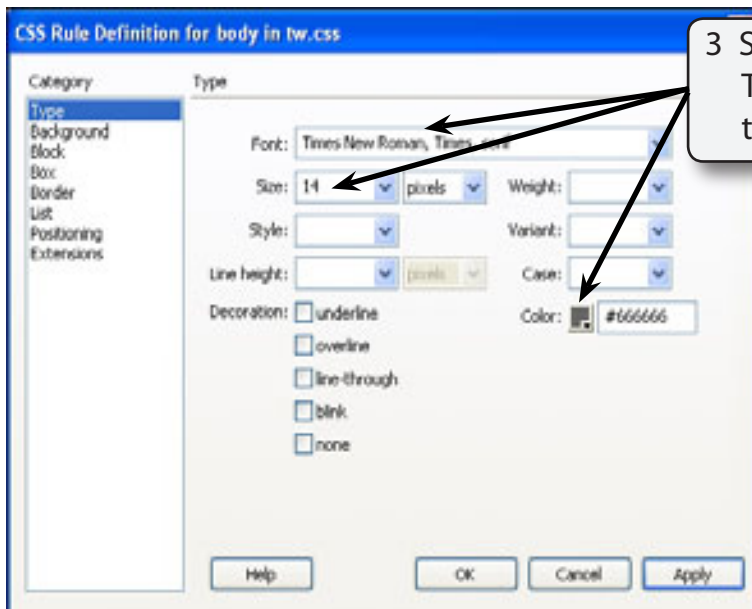 CSS Rule Definition for body in tw.css
3 S
T
t
Category
Type
Background
Block
Box
Border
List
Positioning
Extensions
Type
Font: Times New Roman, Times, serif
Size: 14 pixels Weight:
Style: Variant:
Line height: pixels Case:
Decoration: underline Color: #666666
overline
line-through
blink
none
Help OK Cancel Apply